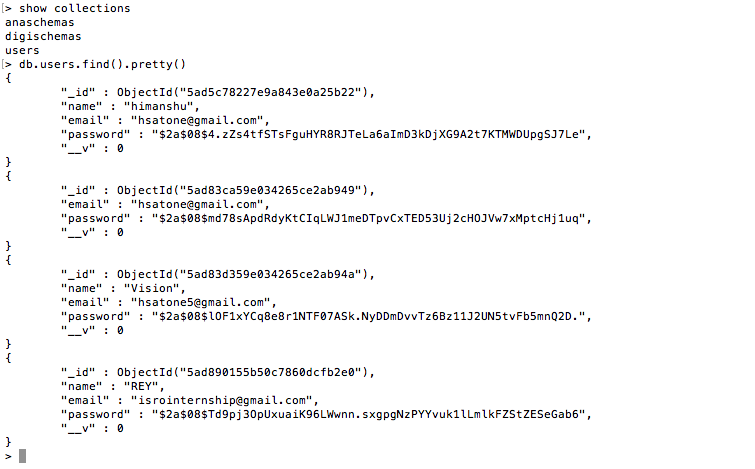 > show collections
anaschemas
digischemas
users
> db.users.find().pretty()
{
"_id" : ObjectId("5ad5c78227e9a843e0a25b22"),
"name" : "himanshu",
"email" : "hsatone@gmail.com",
"password" : "$2a$08$4.zZs4tfSTsFguHYR8RJTeLa6aImD3kDjXG9A2t7KTMWDUpgSJ7Le",
"__v" : 0
}
{
"_id" : ObjectId("5ad83ca59e034265ce2ab949"),
"email" : "hsatone@gmail.com",
"password" : "$2a$08$md78sApdRdyKtCIqLWJ1meDTpvCxTED53Uj2cHOJVw7xMptcHj1uq",
"__v" : 0
}
{
"_id" : ObjectId("5ad83d359e034265ce2ab94a"),
"name" : "Vision",
"email" : "hsatone5@gmail.com",
"password" : "$2a$08$lOF1xYCq8e8r1NTF07ASk.NyDDmDvvTz6Bz11J2UN5tvFb5mnQ2D.",
"__v" : 0
}
{
"_id" : ObjectId("5ad890155b50c7860dcfb2e0"),
"name" : "REY",
"email" : "isrointernship@gmail.com",
"password" : "$2a$08$Td9pj3OpUxuaiK96LWwnn.sxgpgNzPYYvuk1lLmlkFZStZESeGab6",
"__v" : 0
}
>